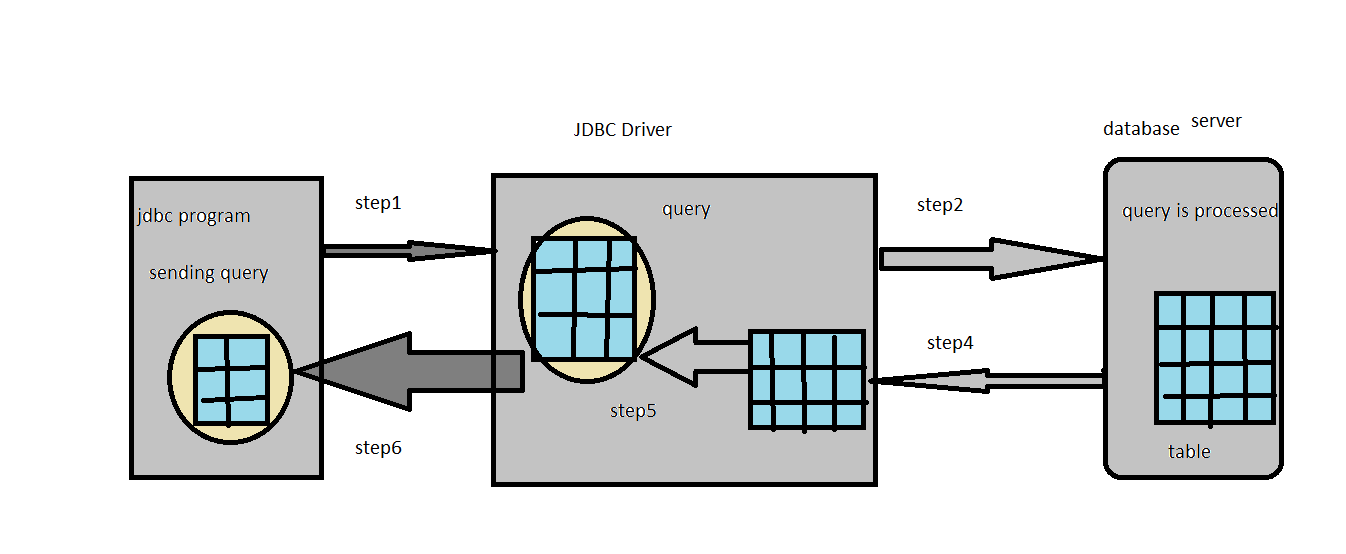 JDBC Driver
database server
jdbc program
sending query
step1
query
step2
query is processed
step4
step5
step6
table